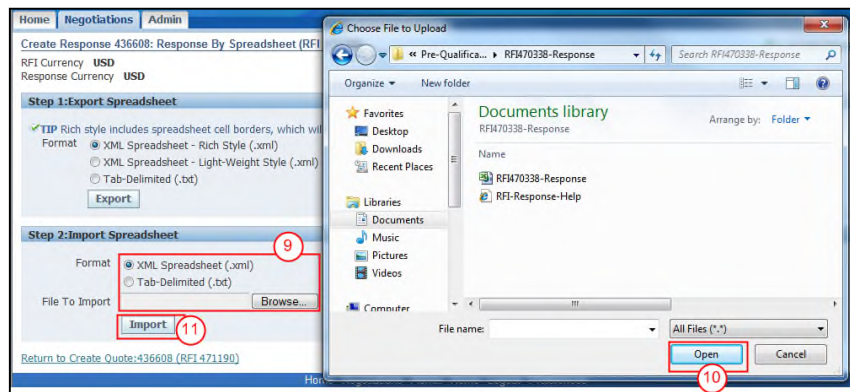 Home Negotiations Admin
Create Response 436608: Response By Spreadsheet (RFI
RFI Currency USD
Response Currency USD
Step 1:Export Spreadsheet
TIP Rich style includes spreadsheet cell borders, which wil
Format XML Spreadsheet - Rich Style (.xml)
XML Spreadsheet - Light-Weight Style (.xml)
Tab-Delimited (.txt)
Export
Step 2:Import Spreadsheet
9
Format XML Spreadsheet (.xml)
Tab-Delimited (.txt)
File To Import Browse...
Import 11
Return to Create Quote:436608 (RFI 471190)
Choose File to Upload
« Pre-Qualifica... RFI470338-Response Search RFI470338-Response
Organize New folder
Favorites
Desktop
Downloads
Recent Places
Libraries
Documents
Music
Pictures
Videos
Computer
Documents library
RFI470338-Response
Arrange by: Folder
Name
RFI470338-Response
RFI-Response-Help
File name: All Files (*.*)
Open Cancel
10